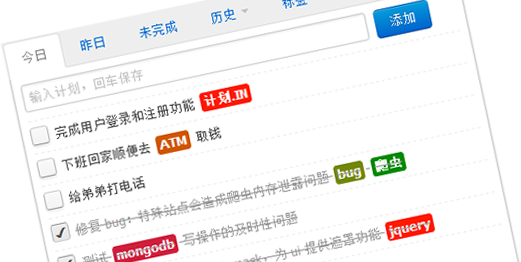 今日 昨日 未完成 历史 标签
输入计划，回车保存 添加
完成用户登录和注册功能 计划.IN
下班回家顺便去 ATM 取钱
给弟弟打电话
修复 bug：特殊站点会造成爬虫内存泄露问题 bug 爬虫
测试 mongodb 写操作的及时性问题
mask，为 ui 提供遮罩功能 jquery